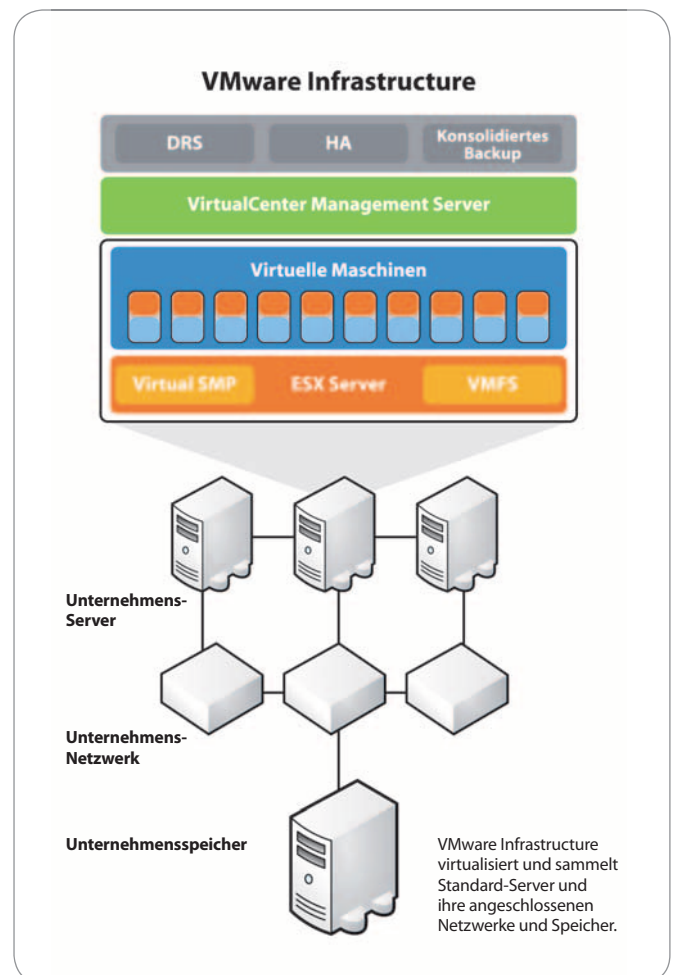 VMware Infrastructure
DRS
HA
Konsolidiertes
Backup
VirtualCenter Management Server
Virtuelle Maschinen
Virtual SMP
ESX Server
VMFS
Unternehmens-
Server
Unternehmens-
Netzwerk
Unternehmensspeicher
VMware Infrastructure
virtualisiert und sammelt
Standard-Server und
ihre angeschlossenen
Netzwerke und Speicher.